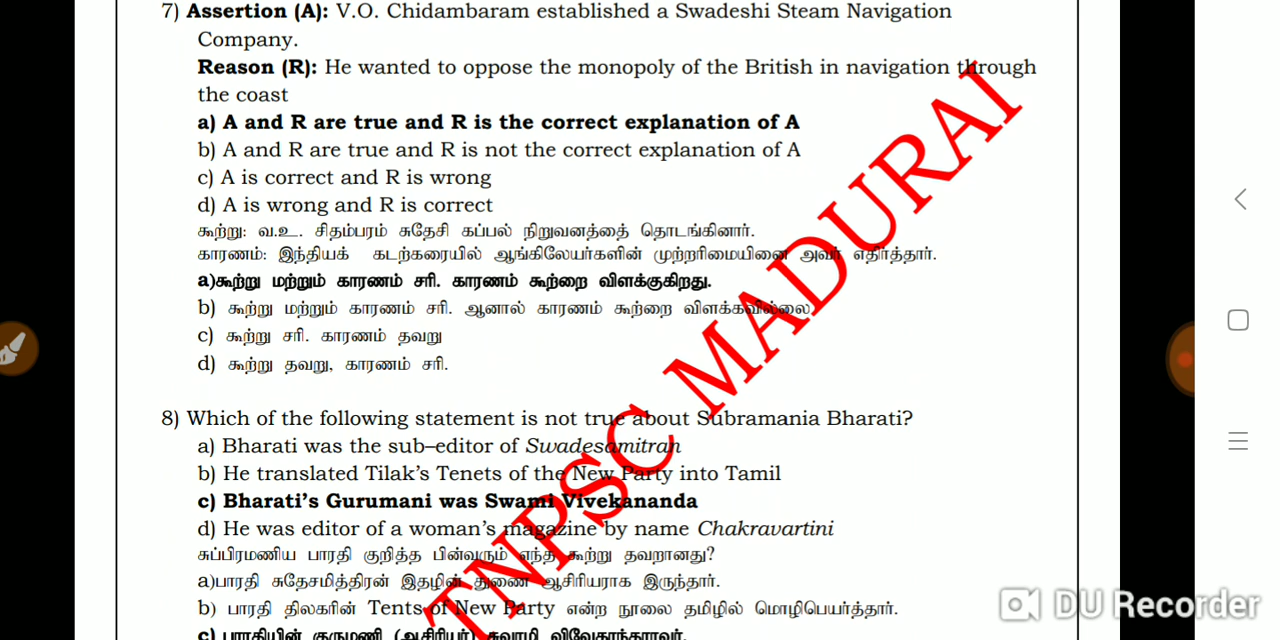 7) Assertion (A): V.O. Chidambaram established a Swadeshi Steam Navigation
Company.
Reason (R): He wanted to oppose the monopoly of the British in navigation through
the coast
a) A and R are true and R is the correct explanation of A
b) A and R are true and R is not the correct explanation of A
c) A is correct and R is wrong
d) A is wrong and R is correct
கூற்று: வ.உ. சிதம்பரம் சுதேசி கப்பல் நிறுவனத்தைத் தொடங்கினார்.
காரணம்: இந்தியக் கடற்கரையில் ஆங்கிலேயர்களின் முற்றரிமையினை அவர் எதிர்த்தார்.
a)கூற்று மற்றும் காரணம் சரி. காரணம் கூற்றை விளக்குகிறது.
b) கூற்று மற்றும் காரணம் சரி. ஆனால் காரணம் கூற்றை விளக்கவில்லை
c) கூற்று சரி. காரணம் தவறு
d) கூற்று தவறு, காரணம் சரி.
8) Which of the following statement is not true about Subramania Bharati?
a) Bharati was the sub–editor of Swadesamitran
b) He translated Tilak's Tenets of the New Party into Tamil
c) Bharati's Gurumani was Swami Vivekananda
d) He was editor of a woman's magazine by name Chakravartini
சுப்பிரமணிய பாரதி குறித்த பின்வரும் எந்த கூற்று தவறானது?
a)பாரதி சுதேசமித்திரன் இதழின் துணை ஆசிரியராக இருந்தார்.
b) பாரதி திலகரின் Tents of New Party என்ற நூலை தமிழில் மொழிபெயர்த்தார்.
c) பாரதியின் குருமணி (ஆசிரியர்) சுவாமி விவேகானந்தாவர்.
TNPSC MADURAI
DU Recorder